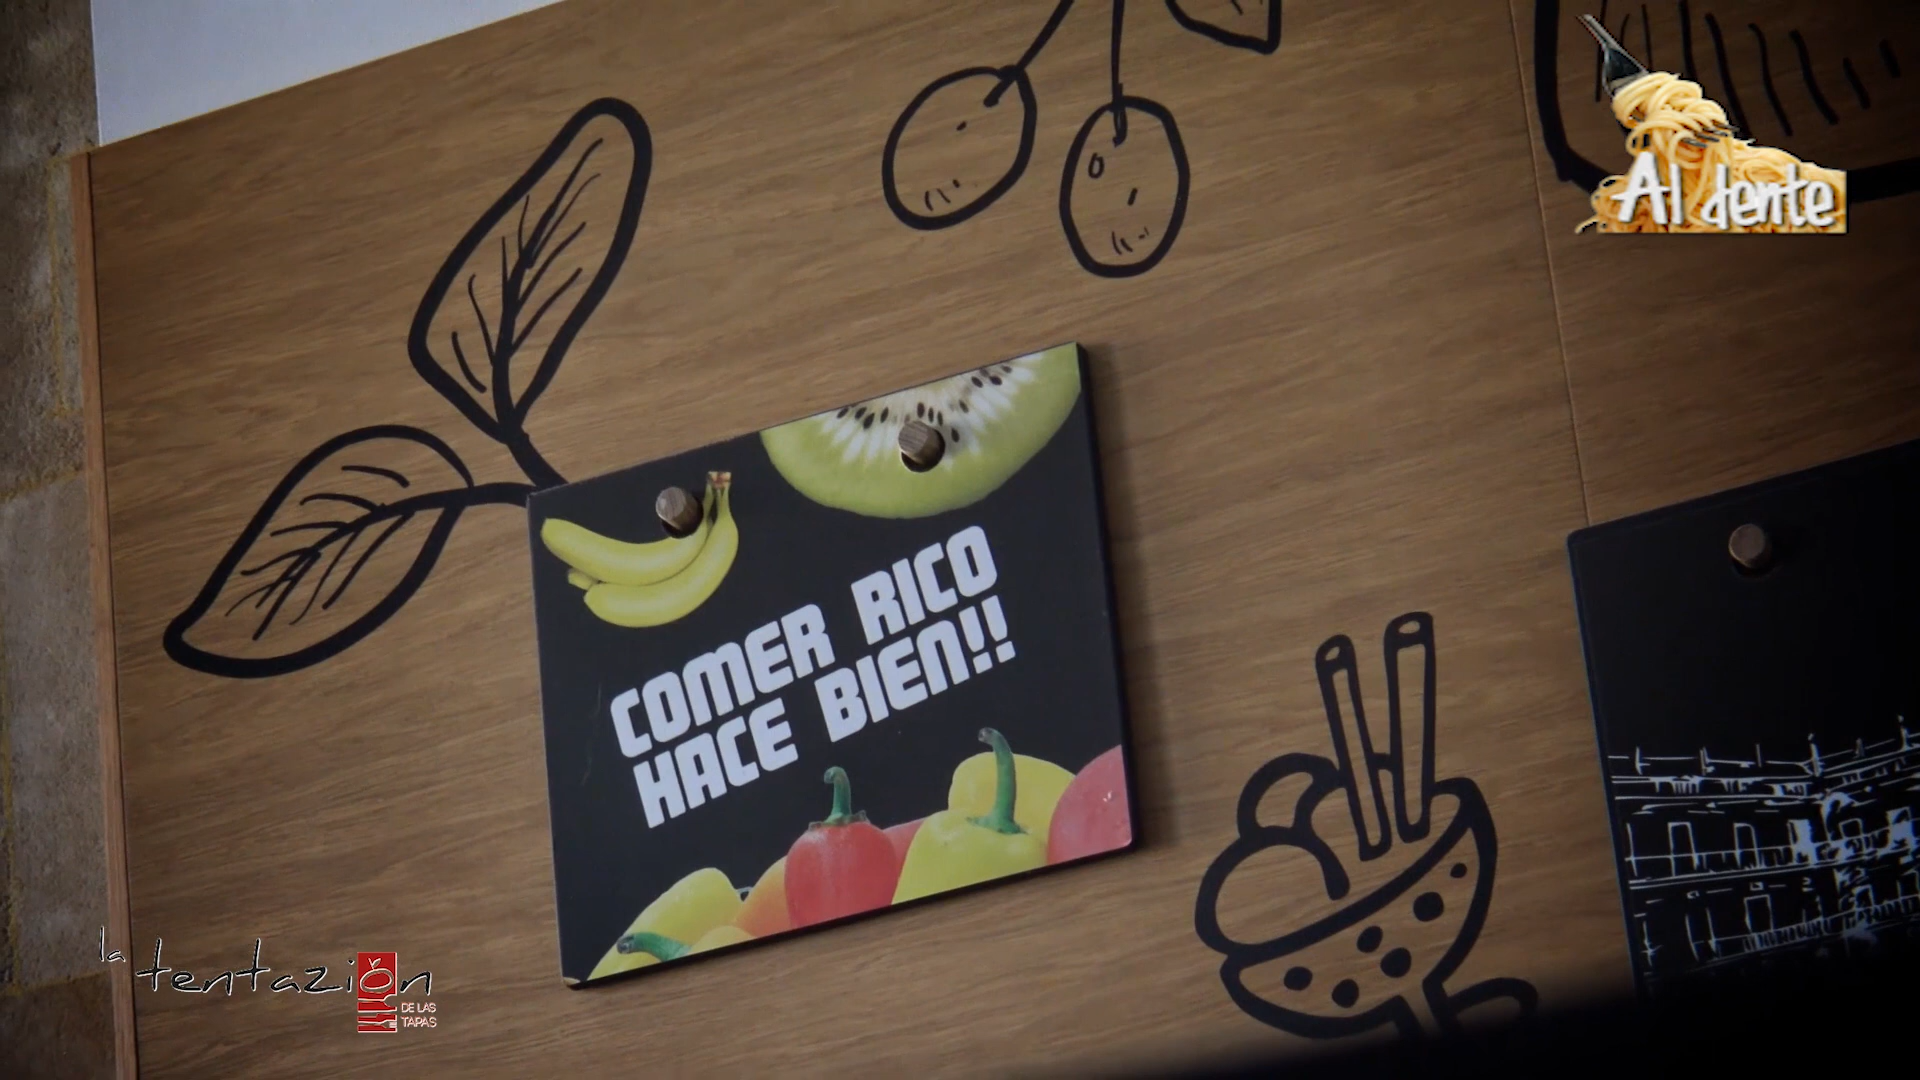 Al dente
COMER RICO
HACE BIEN!!
la
tentazión
DE LAS
TAPAS